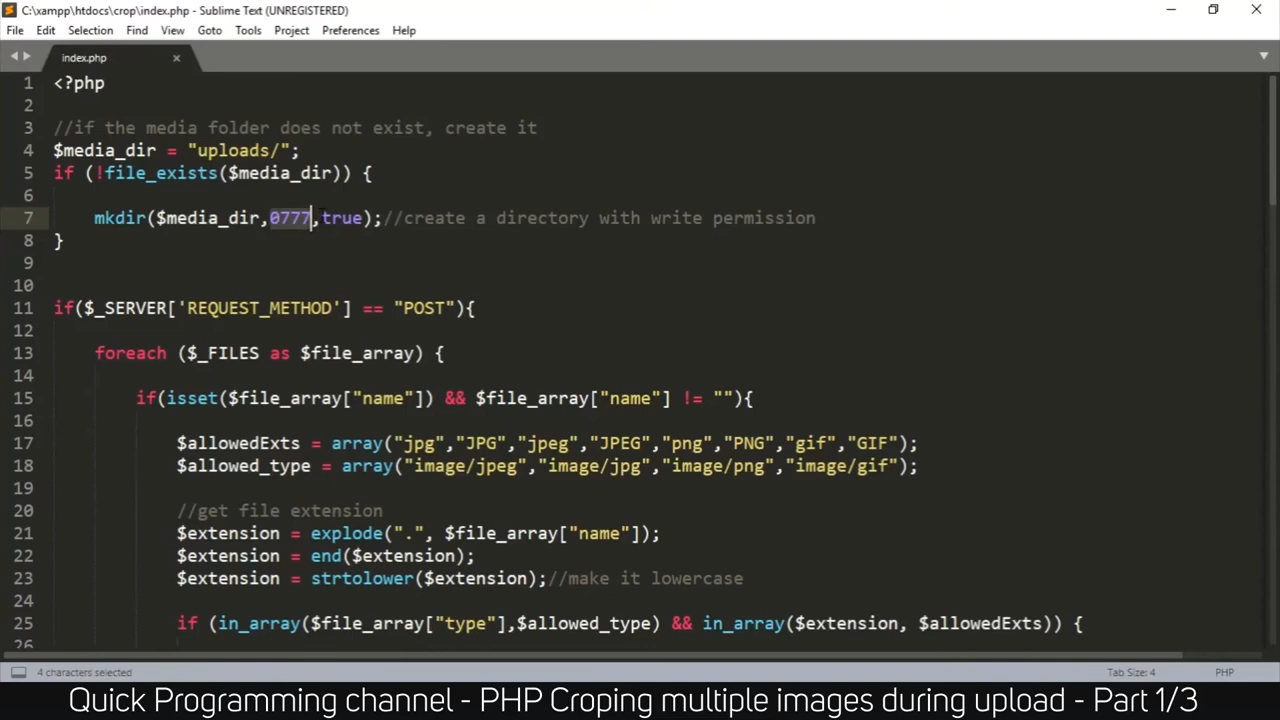 C:\xampp\htdocs\crop\index.php - Sublime Text (UNREGISTERED)
File Edit Selection Find View Goto Tools Project Preferences Help
index.php
1 <?php
2
3 //if the media folder does not exist, create it
4 $media_dir = "uploads/";
5 if (!file_exists($media_dir)) {
6
7 mkdir($media_dir,0777,true);//create a directory with write permission
8 }
9
10
11 if($_SERVER['REQUEST_METHOD'] == "POST"){
12
13 foreach ($_FILES as $file_array) {
14
15 if(isset($file_array["name"]) && $file_array["name"] != ""){
16
17 $allowedExts = array("jpg","JPG","jpeg","JPEG","png","PNG","gif","GIF");
18 $allowed_type = array("image/jpeg","image/jpg","image/png","image/gif");
19
20 //get file extension
21 $extension = explode(".", $file_array["name"]);
22 $extension = end($extension);
23 $extension = strtolower($extension);//make it lowercase
24
25 if (in_array($file_array["type"],$allowed_type) && in_array($extension, $allowedExts)) {
26
4 characters selected Tab Size: 4 PHP
Quick Programming channel - PHP Croping multiple images during upload - Part 1/3